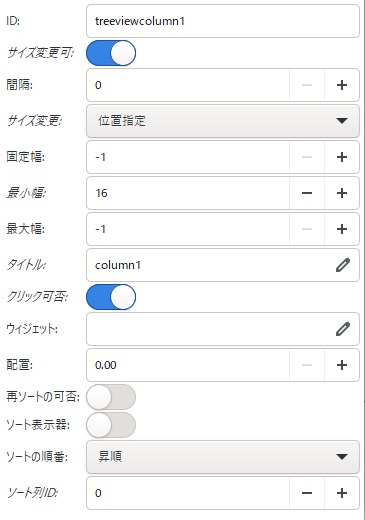 ID: treeviewcolumn1
サイズ変更可:
間隔: 0
サイズ変更: 位置指定
固定幅: -1
最小幅: 16
最大幅: -1
タイトル: column1
クリック可否:
ウィジェット:
配置: 0.00
再ソートの可否:
ソート表示器:
ソートの順番: 昇順
ソート列ID: 0